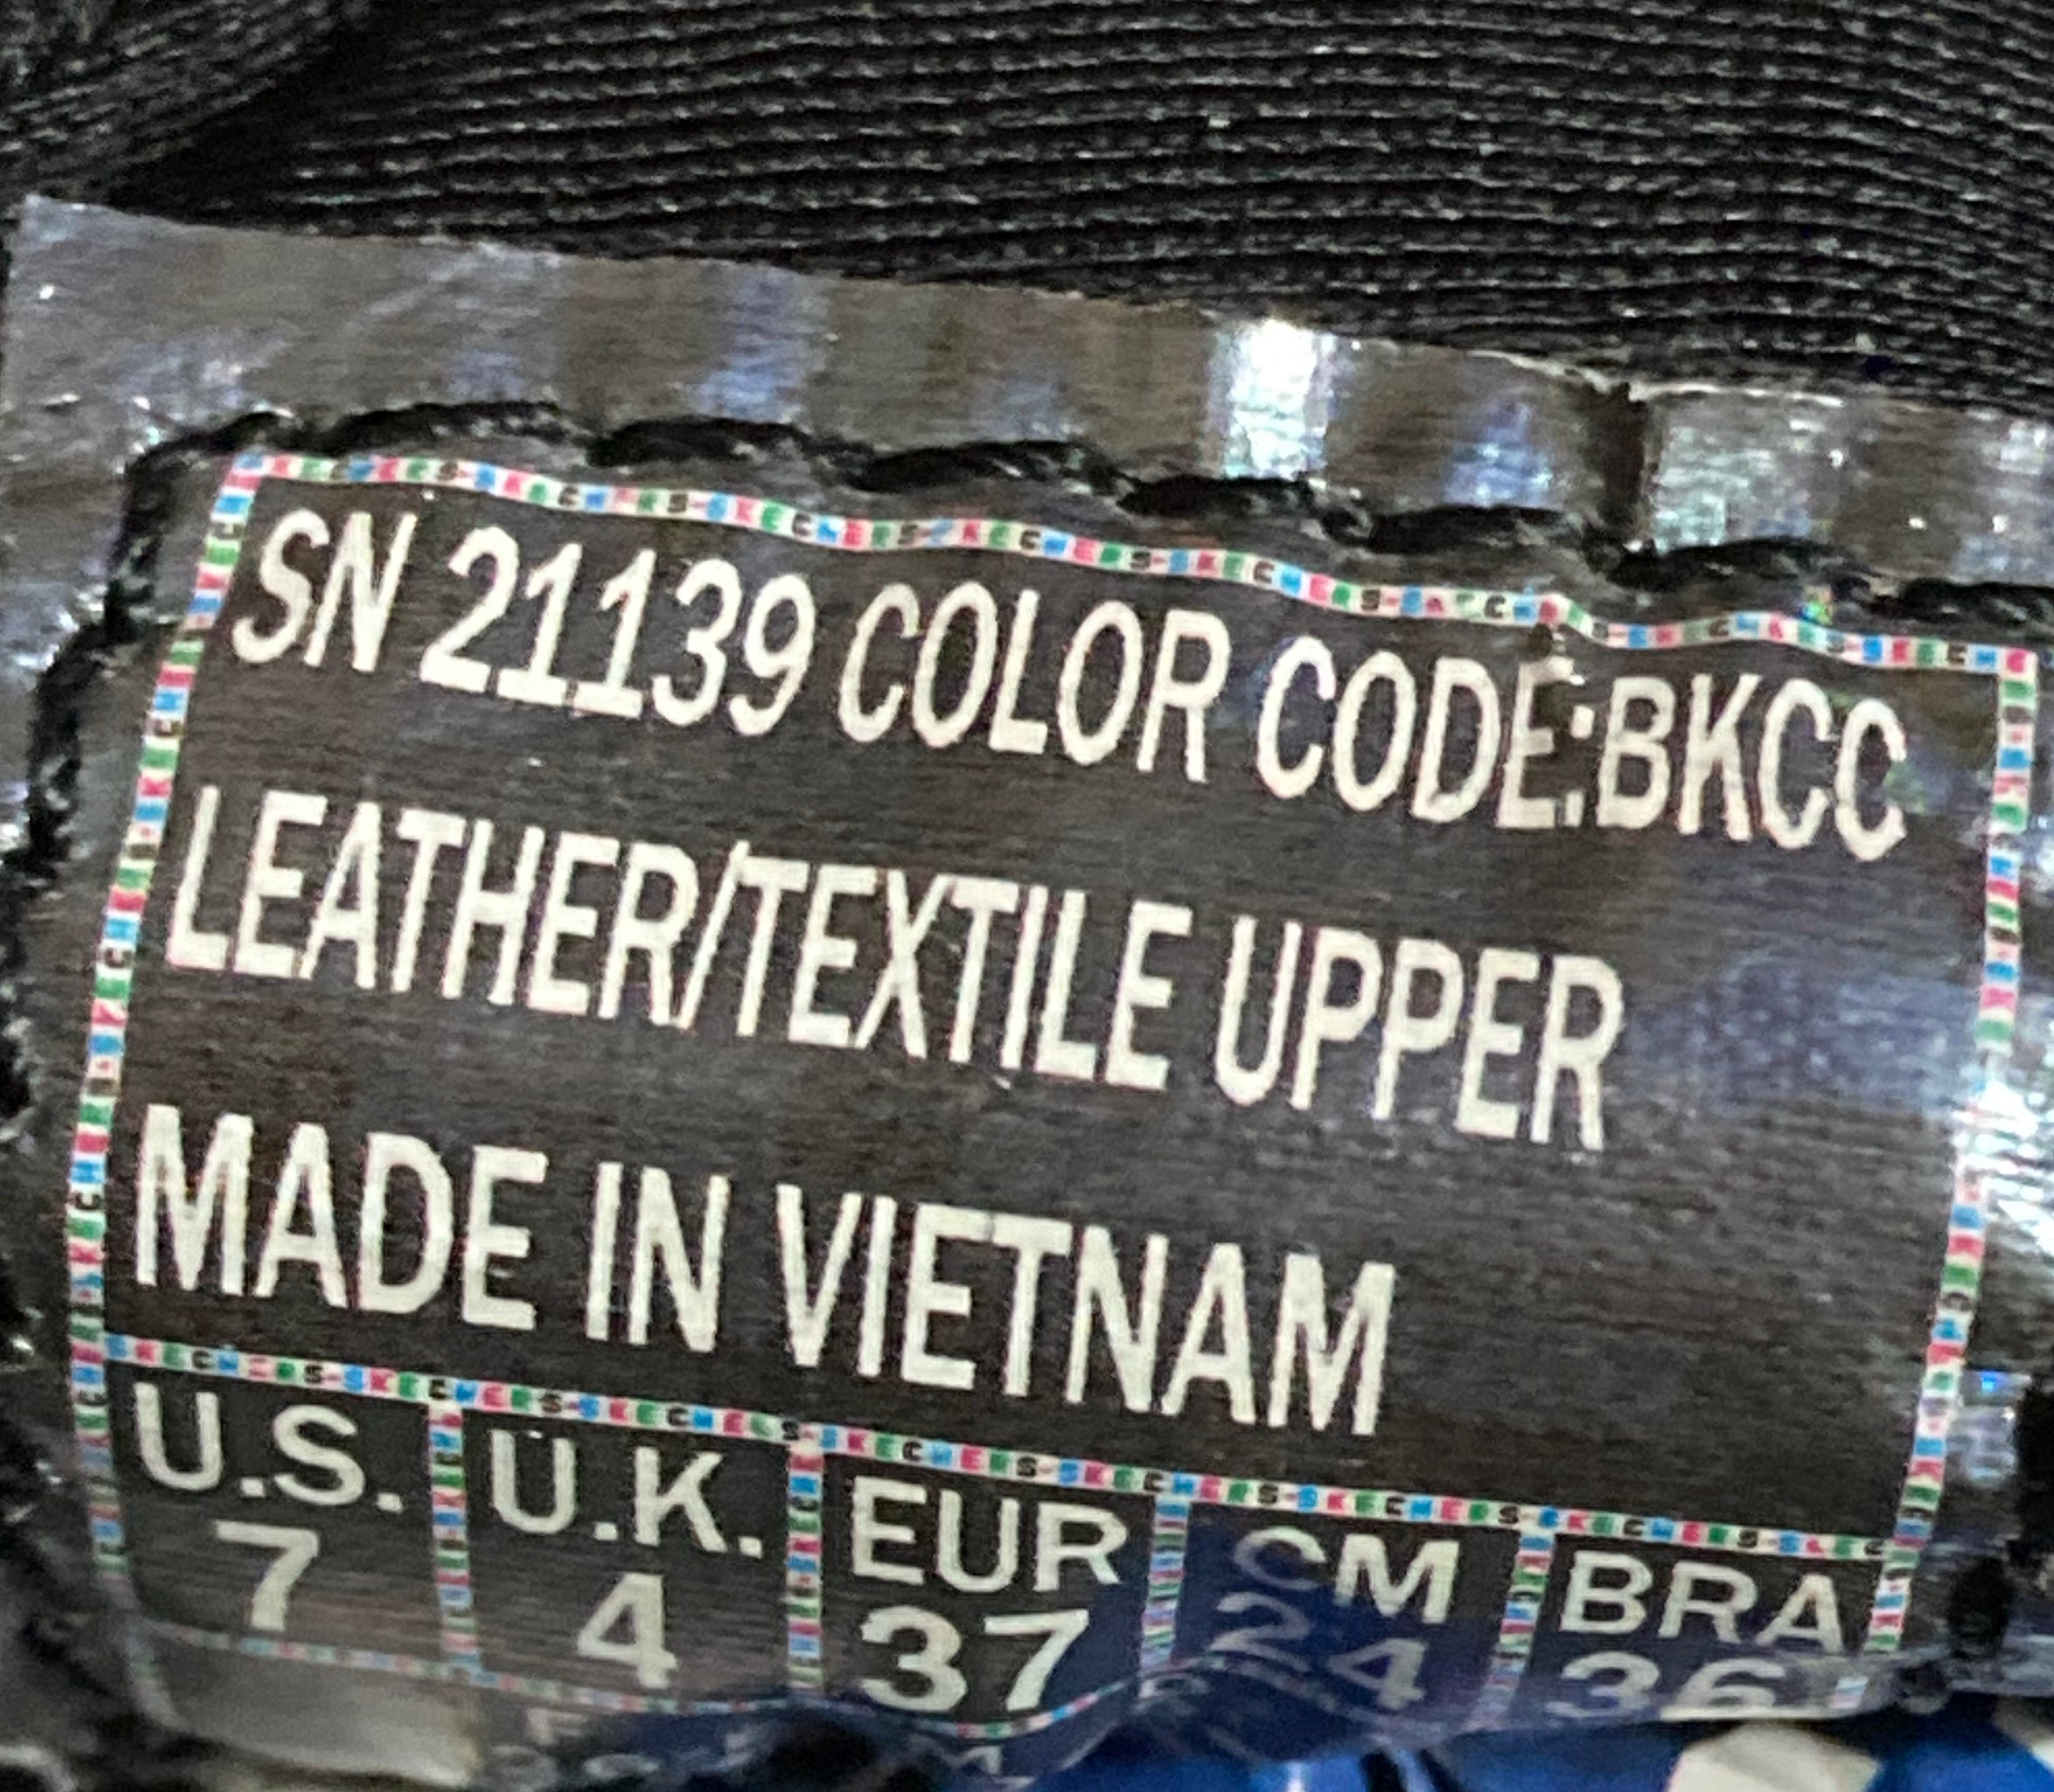 SN 21139 COLOR CODE:BKCC
LEATHER/TEXTILE UPPER
MADE IN VIETNAM
U.S. U.K. EUR CM BRA
7 4 37 24 36